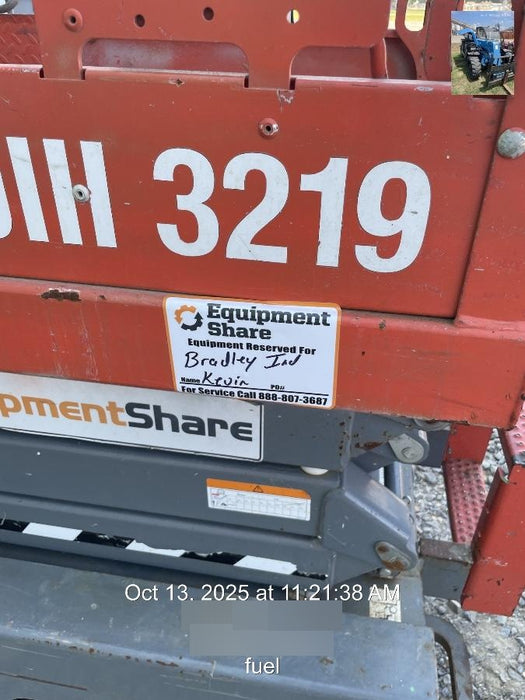 3219
Equipment
Share
Equipment Reserved For
Bradley Ind
Name Kevin PO#
For Service Call 888-807-3687
pmentShare
Oct 13, 2025 at 11:21:38 AM
fuel